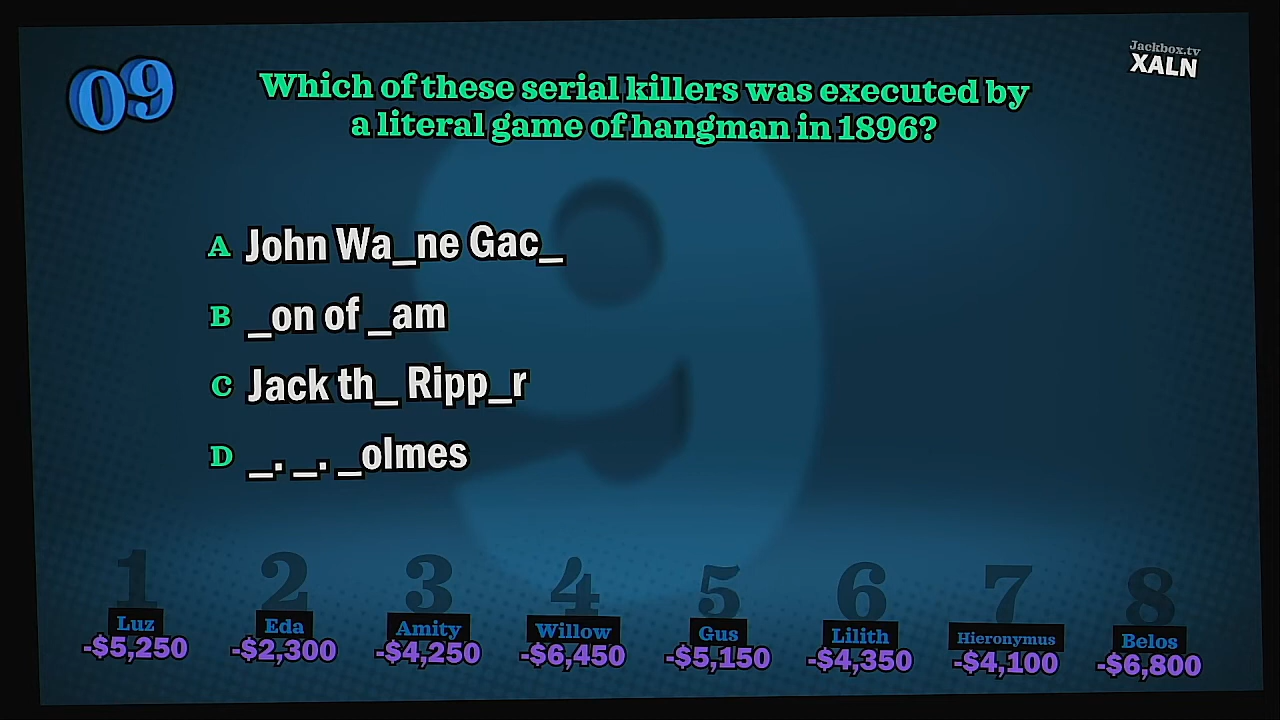 09
Jackbox.tv
XALN
Which of these serial killers was executed by
a literal game of hangman in 1896?
A John Wa_ne Gac_
B _on of _am
C Jack th_ Ripp_r
D _. _. _olmes
9
1 2 3 4 5 6 7 8
Luz Eda Amity Willow Gus Lilith Hieronymus Belos
-$5,250 -$2,300 -$4,250 -$6,450 -$5,150 -$4,350 -$4,100 -$6,800